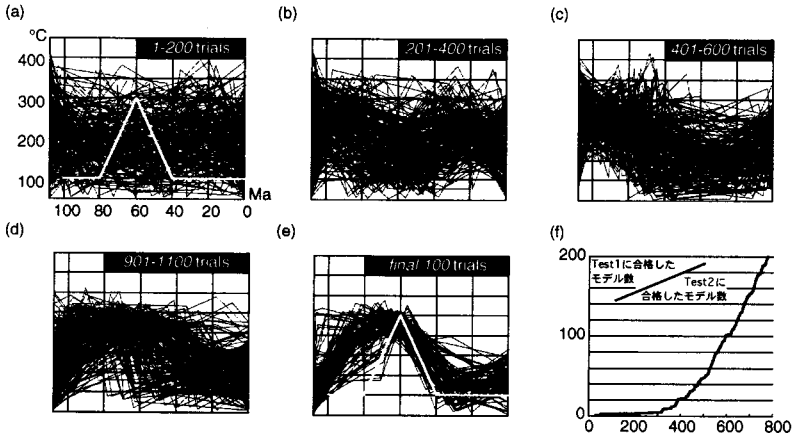 (a)
°C
1-200 trials
400
300
200
100
100 80 60 40 20 0 Ma
(b)
201-400 trials
(c)
401-600 trials
(d)
901-1100 trials
(e)
final 100 trials
(f)
200
100
0
Test1に合格した
モデル数
Test2に
合格したモデル数
0 200 400 600 800